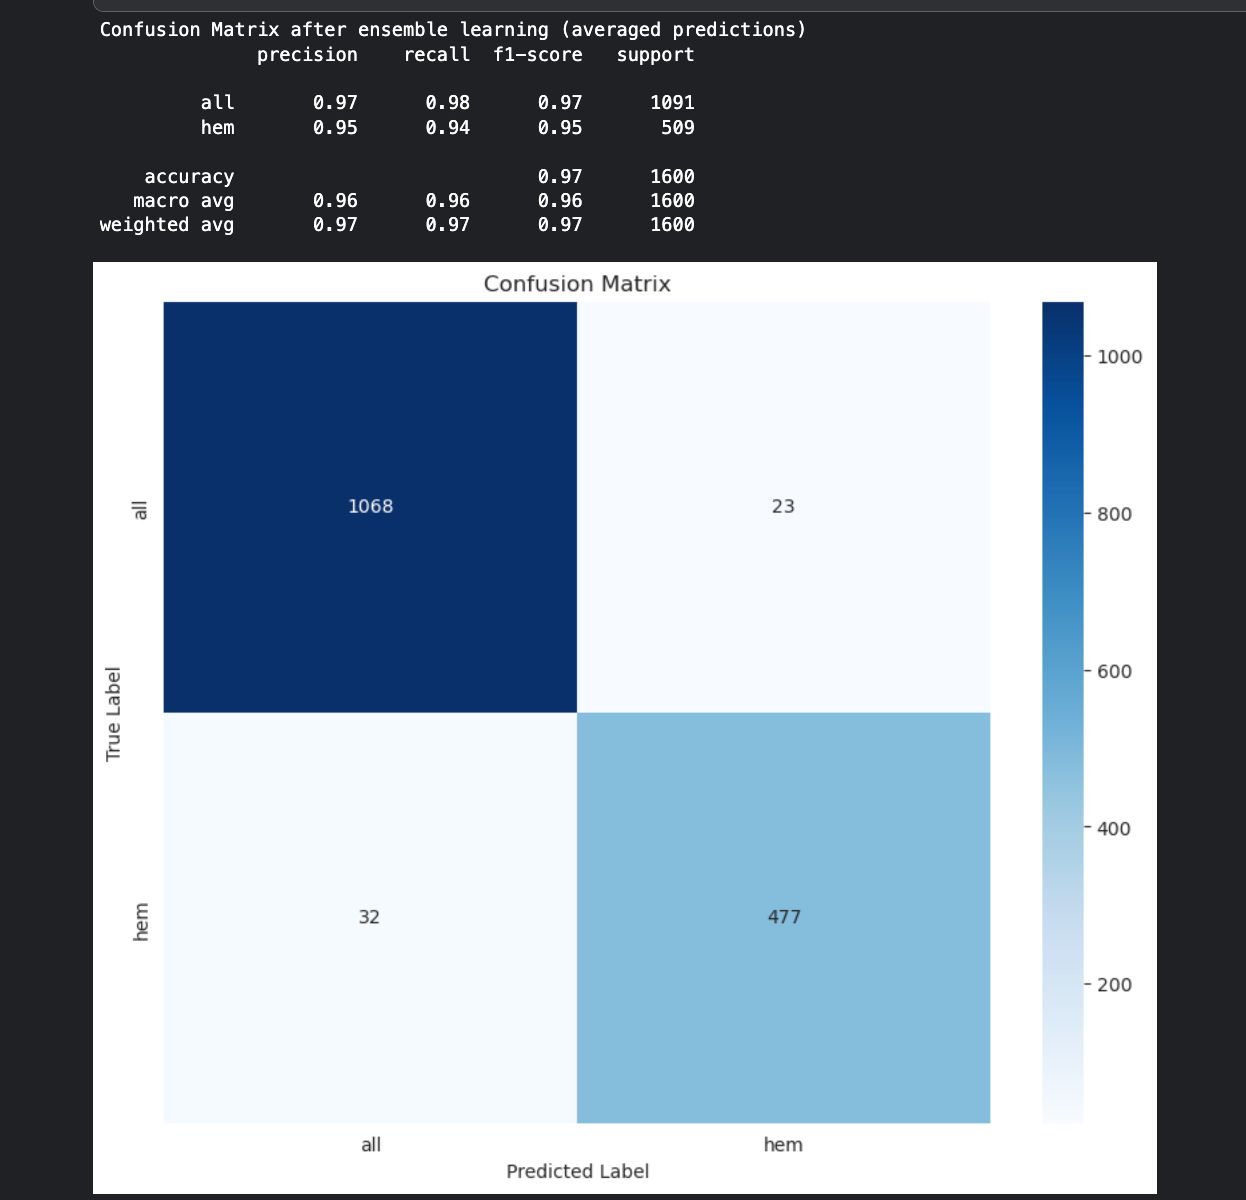 Confusion Matrix after ensemble learning (averaged predictions)
precision recall f1-score support
all 0.97 0.98 0.97 1091
hem 0.95 0.94 0.95 509
accuracy 0.97 1600
macro avg 0.96 0.96 0.96 1600
weighted avg 0.97 0.97 0.97 1600
Confusion Matrix
1000
800
600
400
200
True Label
all
1068 23
hem
32 477
all hem
Predicted Label